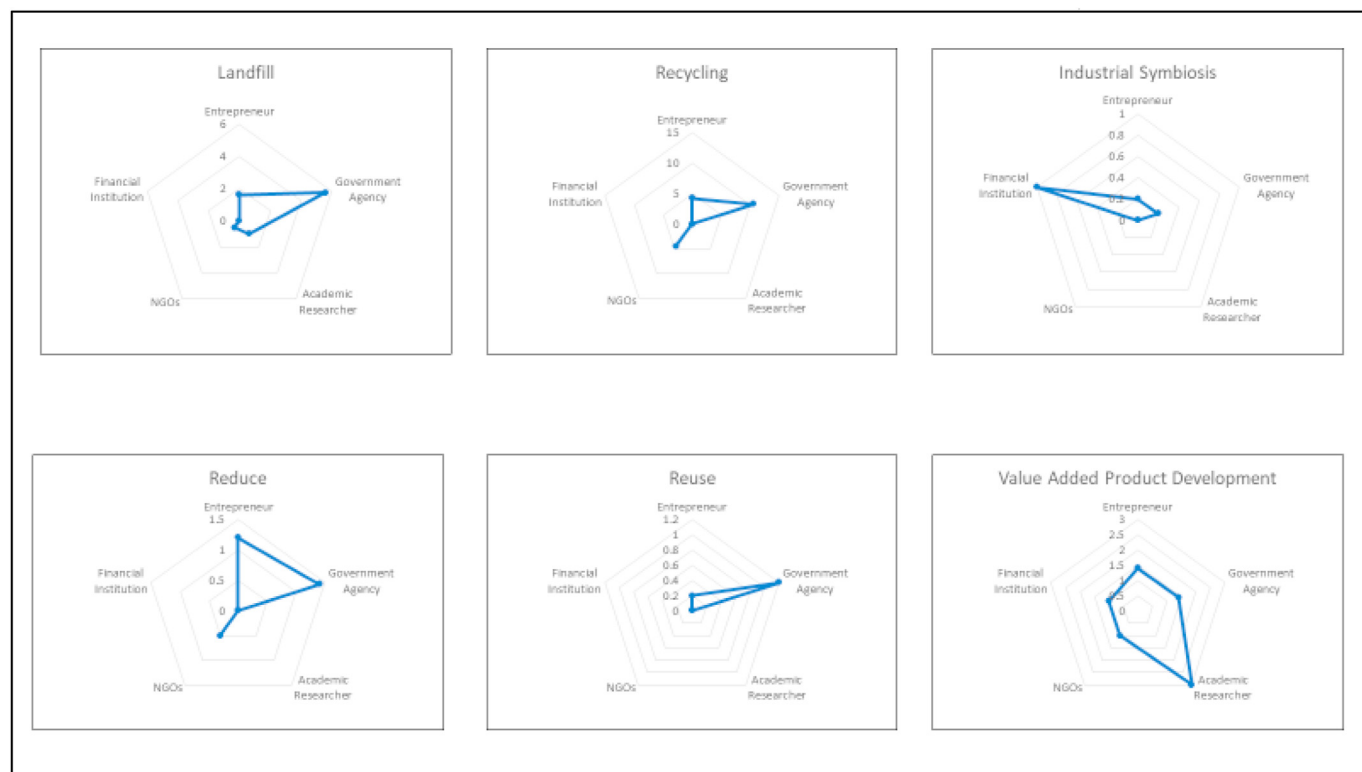 Landfill
Entrepreneur
6
4
2
0
Financial
Institution
Government
Agency
NGOs
Academic
Researcher
Recycling
Entrepreneur
15
10
5
0
Financial
Institution
Government
Agency
NGOs
Academic
Researcher
Industrial Symbiosis
Entrepreneur
1
0.8
0.6
0.4
0.2
0
Financial
Institution
Government
Agency
NGOs
Academic
Researcher
Reduce
Entrepreneur
1.5
1
0.5
0
Financial
Institution
Government
Agency
NGOs
Academic
Researcher
Reuse
Entrepreneur
1.2
1
0.8
0.6
0.4
0.2
0
Financial
Institution
Government
Agency
NGOs
Academic
Researcher
Value Added Product Development
Entrepreneur
3
2.5
2
1.5
1
0.5
0
Financial
Institution
Government
Agency
NGOs
Academic
Researcher